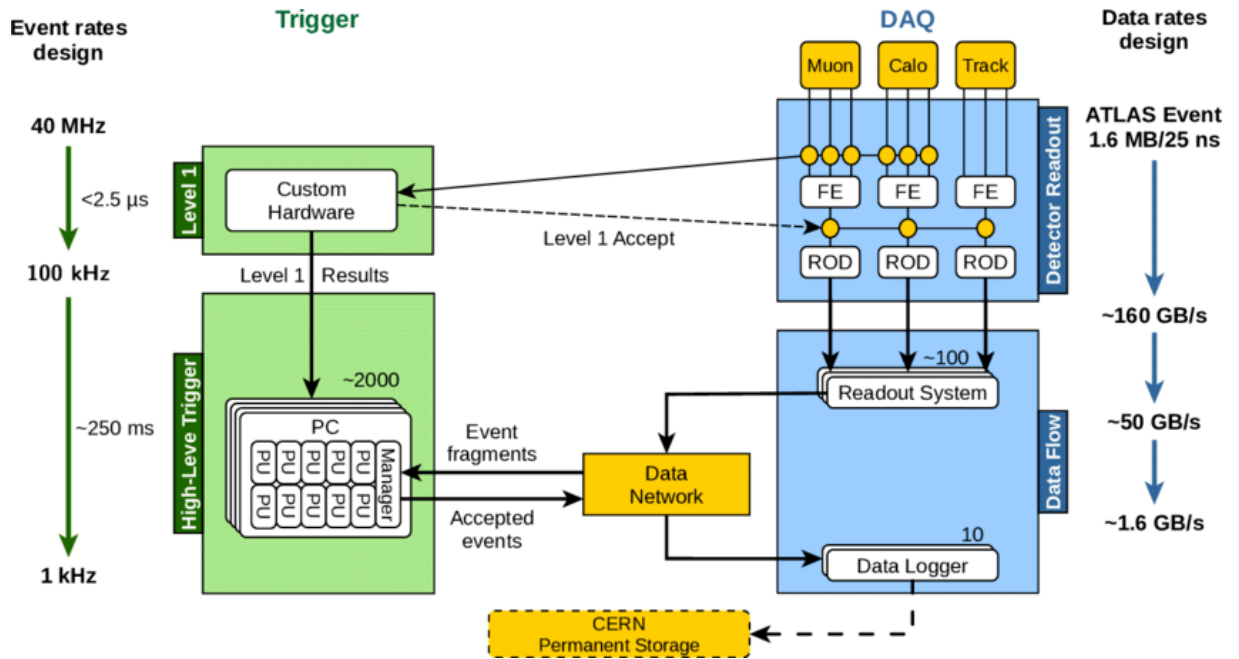 Event rates
design
Trigger
DAQ
Data rates
design
Muon
Calo
Track
40 MHz
ATLAS Event
1.6 MB/25 ns
Level 1
Custom
Hardware
<2.5 µs
FE
FE
FE
Detector Readout
Level 1 Accept
100 kHz
Level 1 Results
ROD
ROD
ROD
~160 GB/s
High-Leve Trigger
~2000
~100
Readout System
PC
~250 ms
PU PU PU PU PU
PU PU PU PU PU
Manager
Event
fragments
Data
Network
Data Flow
~50 GB/s
Accepted
events
~1.6 GB/s
10
Data Logger
1 kHz
CERN
Permanent Storage